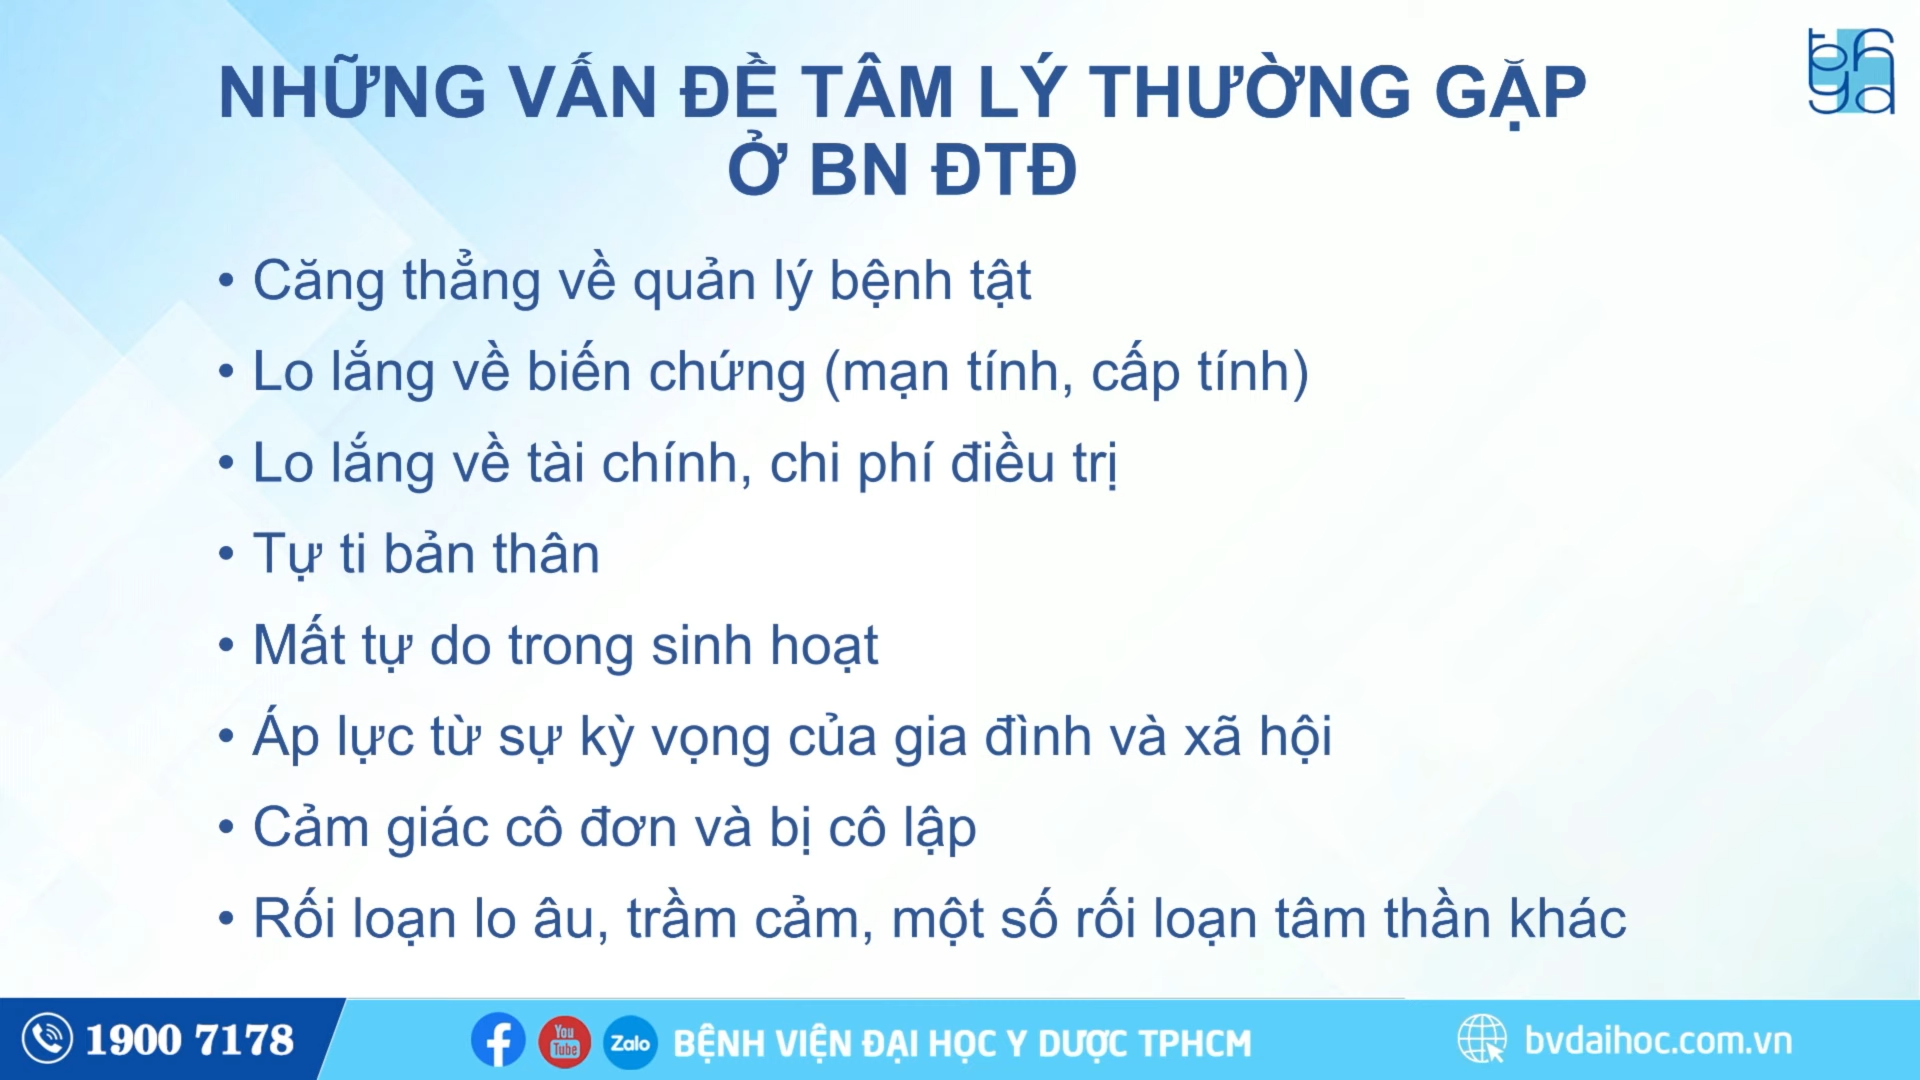 NHỮNG VẤN ĐỀ TÂM LÝ THƯỜNG GẶP
Ở BN ĐTĐ
• Căng thẳng về quản lý bệnh tật
• Lo lắng về biến chứng (mạn tính, cấp tính)
• Lo lắng về tài chính, chi phí điều trị
• Tự ti bản thân
• Mất tự do trong sinh hoạt
• Áp lực từ sự kỳ vọng của gia đình và xã hội
• Cảm giác cô đơn và bị cô lập
• Rối loạn lo âu, trầm cảm, một số rối loạn tâm thần khác
1900 7178
You
Tube
Zalo
BỆNH VIỆN ĐẠI HỌC Y DƯỢC TPHCM
bvdaihoc.com.vn